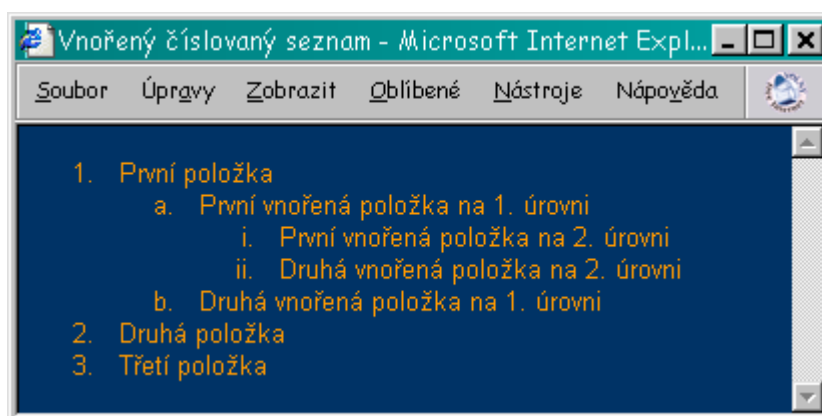 Vnořený číslovaný seznam - Microsoft Internet Expl...
Soubor Úpravy Zobrazit Oblíbené Nástroje Nápověda
1. První položka
a. První vnořená položka na 1. úrovni
i. První vnořená položka na 2. úrovni
ii. Druhá vnořená položka na 2. úrovni
b. Druhá vnořená položka na 1. úrovni
2. Druhá položka
3. Třetí položka